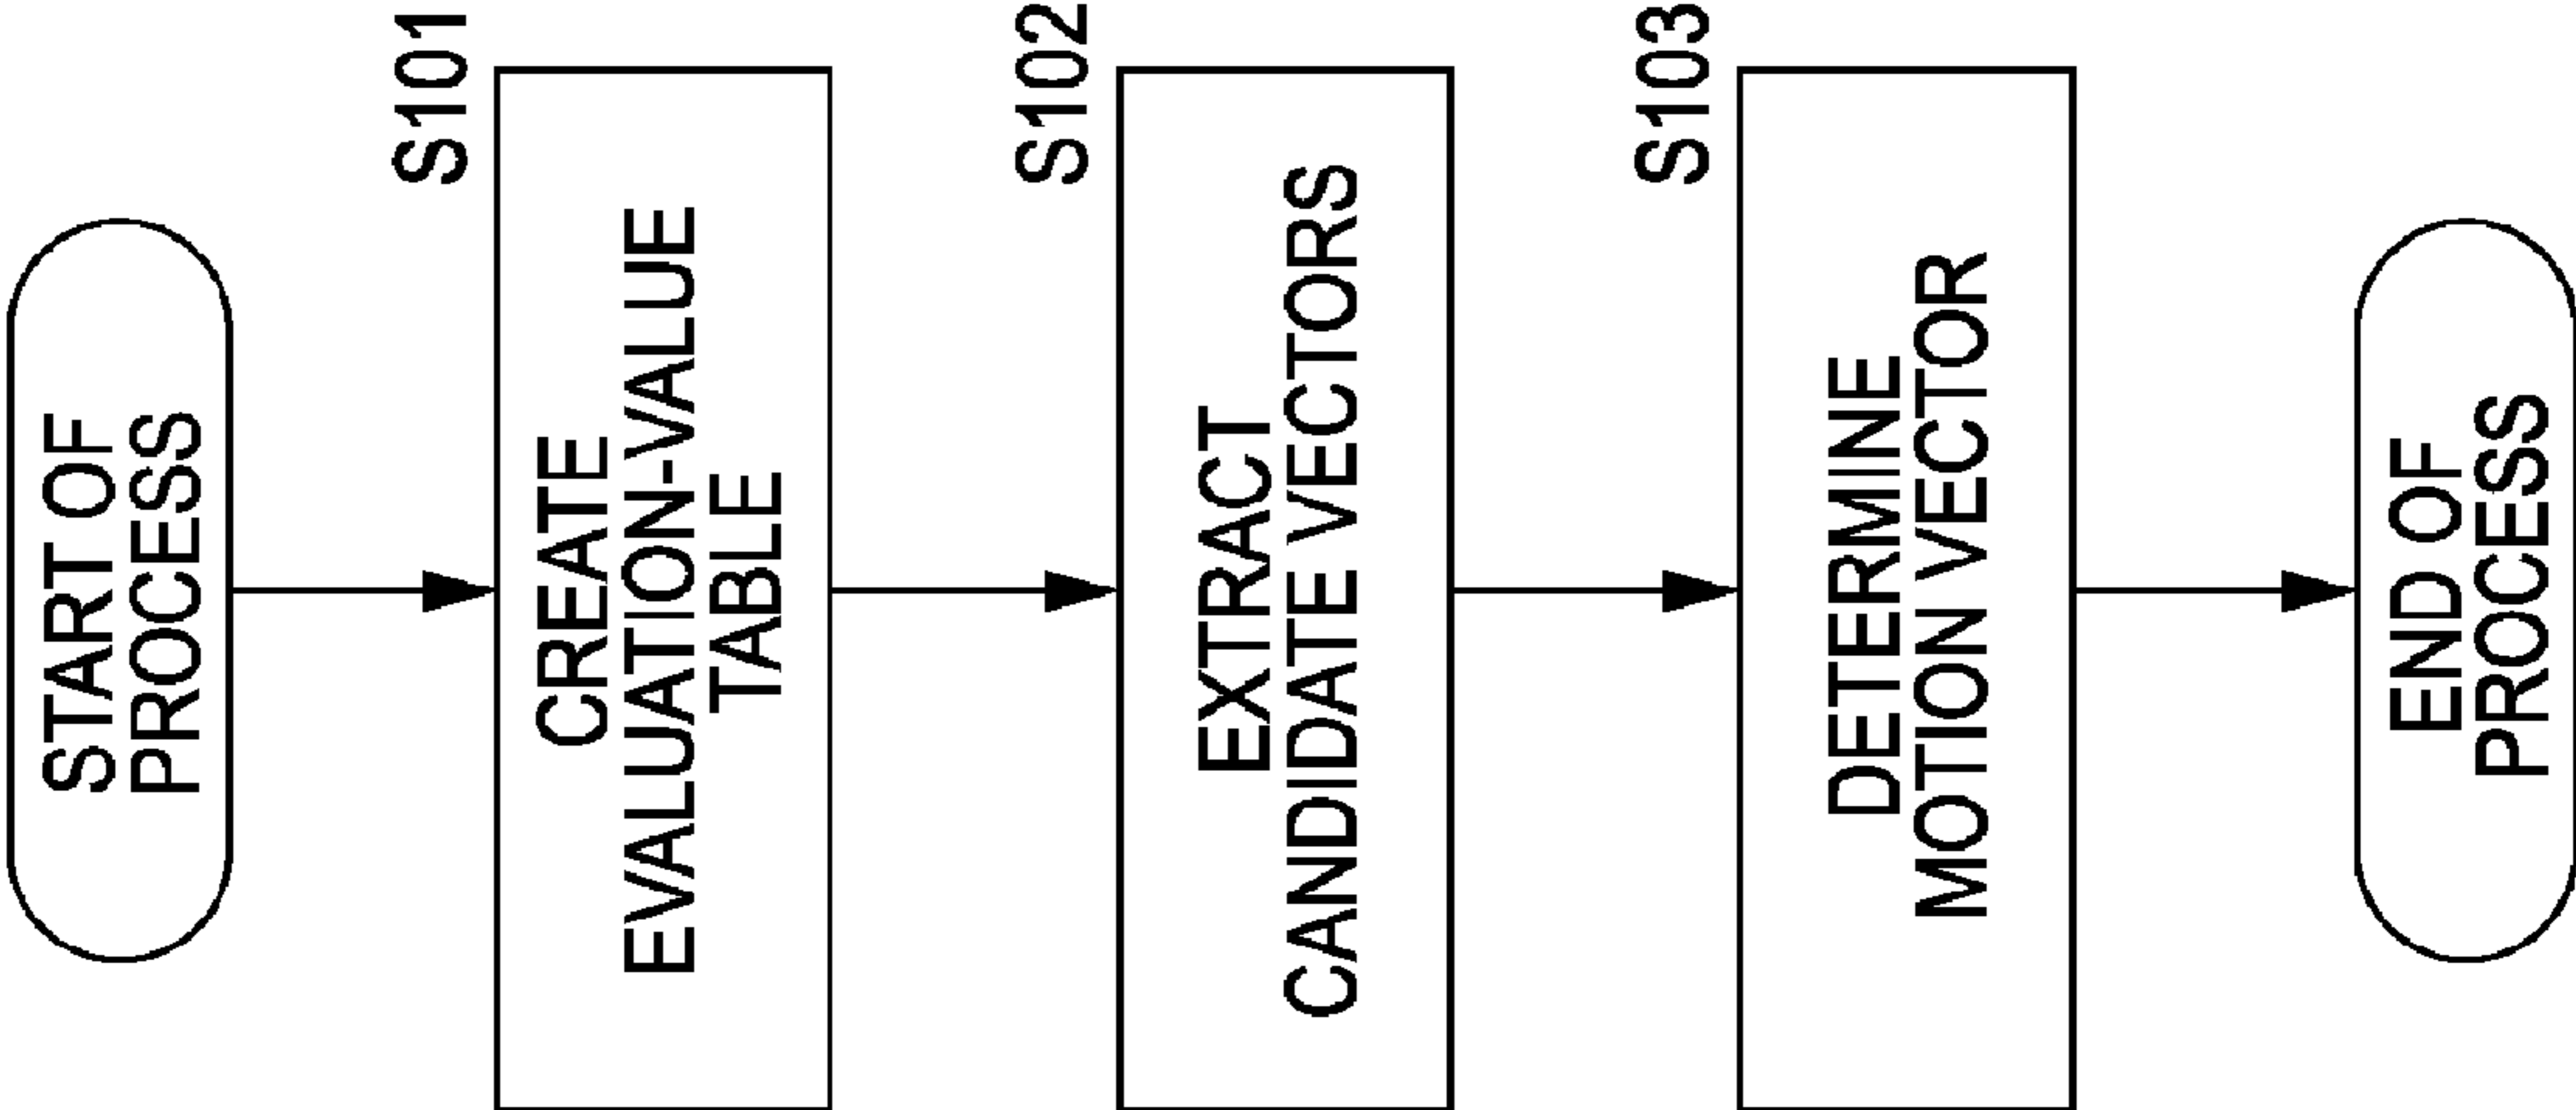 START OF
PROCESS
S101
CREATE
EVALUATION-VALUE
TABLE
S102
EXTRACT
CANDIDATE VECTORS
S103
DETERMINE
MOTION VECTOR
END OF
PROCESS